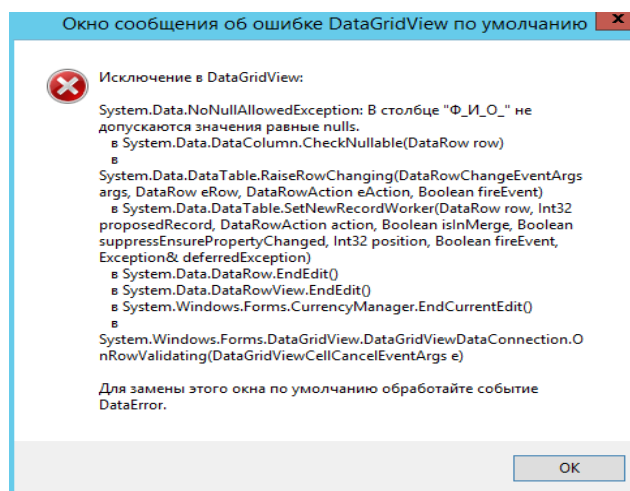 Окно сообщения об ошибке DataGridView по умолчанию
x
Исключение в DataGridView:
System.Data.NoNullAllowedException: В столбце "Ф_И_О_" не
допускаются значения равные nulls.
в System.Data.DataColumn.CheckNullable(DataRow row)
в
System.Data.DataTable.RaiseRowChanging(DataRowChangeEventArgs
args, DataRow eRow, DataRowAction eAction, Boolean fireEvent)
в System.Data.DataTable.SetNewRecordWorker(DataRow row, Int32
proposedRecord, DataRowAction action, Boolean isInMerge, Boolean
suppressEnsurePropertyChanged, Int32 position, Boolean fireEvent,
Exception& deferredException)
в System.Data.DataRow.EndEdit()
в System.Data.DataRowView.EndEdit()
в System.Windows.Forms.CurrencyManager.EndCurrentEdit()
в
System.Windows.Forms.DataGridView.DataGridViewDataConnection.O
nRowValidating(DataGridViewCellCancelEventArgs e)
Для замены этого окна по умолчанию обработайте событие
DataError.
OK